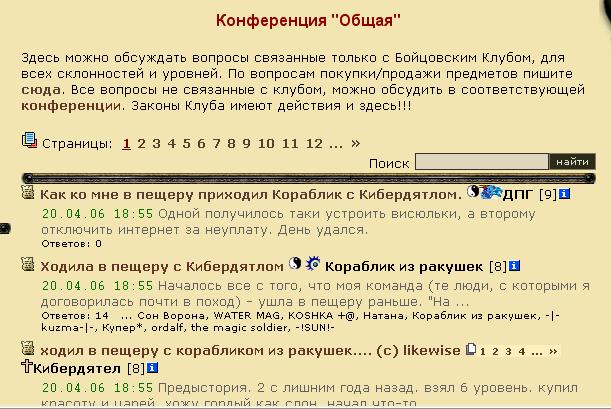 Конференция "Общая"
Здесь можно обсуждать вопросы связанные только с Бойцовским Клубом, для
всех склонностей и уровней. По вопросам покупки/продажи предметов пишите
сюда. Все вопросы не связанные с клубом, можно обсудить в соответствующей
конференции. Законы Клуба имеют действия и здесь!!!
Страницы: 1 2 3 4 5 6 7 8 9 10 11 12 ... »
Поиск найти
Как ко мне в пещеру приходил Кораблик с Кибердятлом. ДПГ [9]
20.04.06 18:55 Одной получилось таки устроить висюльки, а второму
отключить интернет за неуплату. День удался.
Ответов: 0
Ходила в пещеру с Кибердятлом Кораблик из ракушек [8]
20.04.06 18:55 Началось все с того, что моя команда (те люди, с которыми я
договорилась почти в поход) - ушла в пещеру раньше. "На ...
Ответов: 14 ... Сон Ворона, WATER MAG, KOSHKA +@, Натана, Кораблик из ракушек, -|-
kuzma-|-, Купер*, ordalf, the magic soldier, -!SUN!-
ходил в пещеру с корабликом из ракушек.... (с) likewise 1 2 3 4 ... »
Кибердятел [8]
20.04.06 18:55 Предыстория. 2 с лишним года назад. взял 6 уровень. купил
красоту и царей, хожу гордый как слон, начал что-то